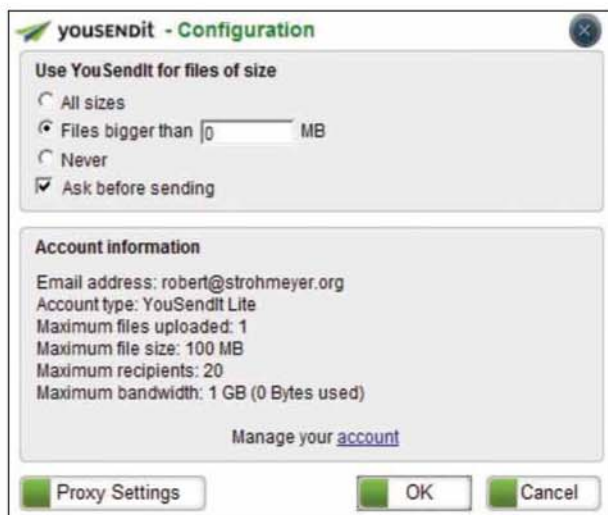 YOUSENDIT - Configuration
Use YouSendIt for files of size
All sizes
Files bigger than 0 MB
Never
Ask before sending
Account information
Email address: robert@strohmeyer.org
Account type: YouSendIt Lite
Maximum files uploaded: 1
Maximum file size: 100 MB
Maximum recipients: 20
Maximum bandwidth: 1 GB (0 Bytes used)
Manage your account
Proxy Settings OK Cancel